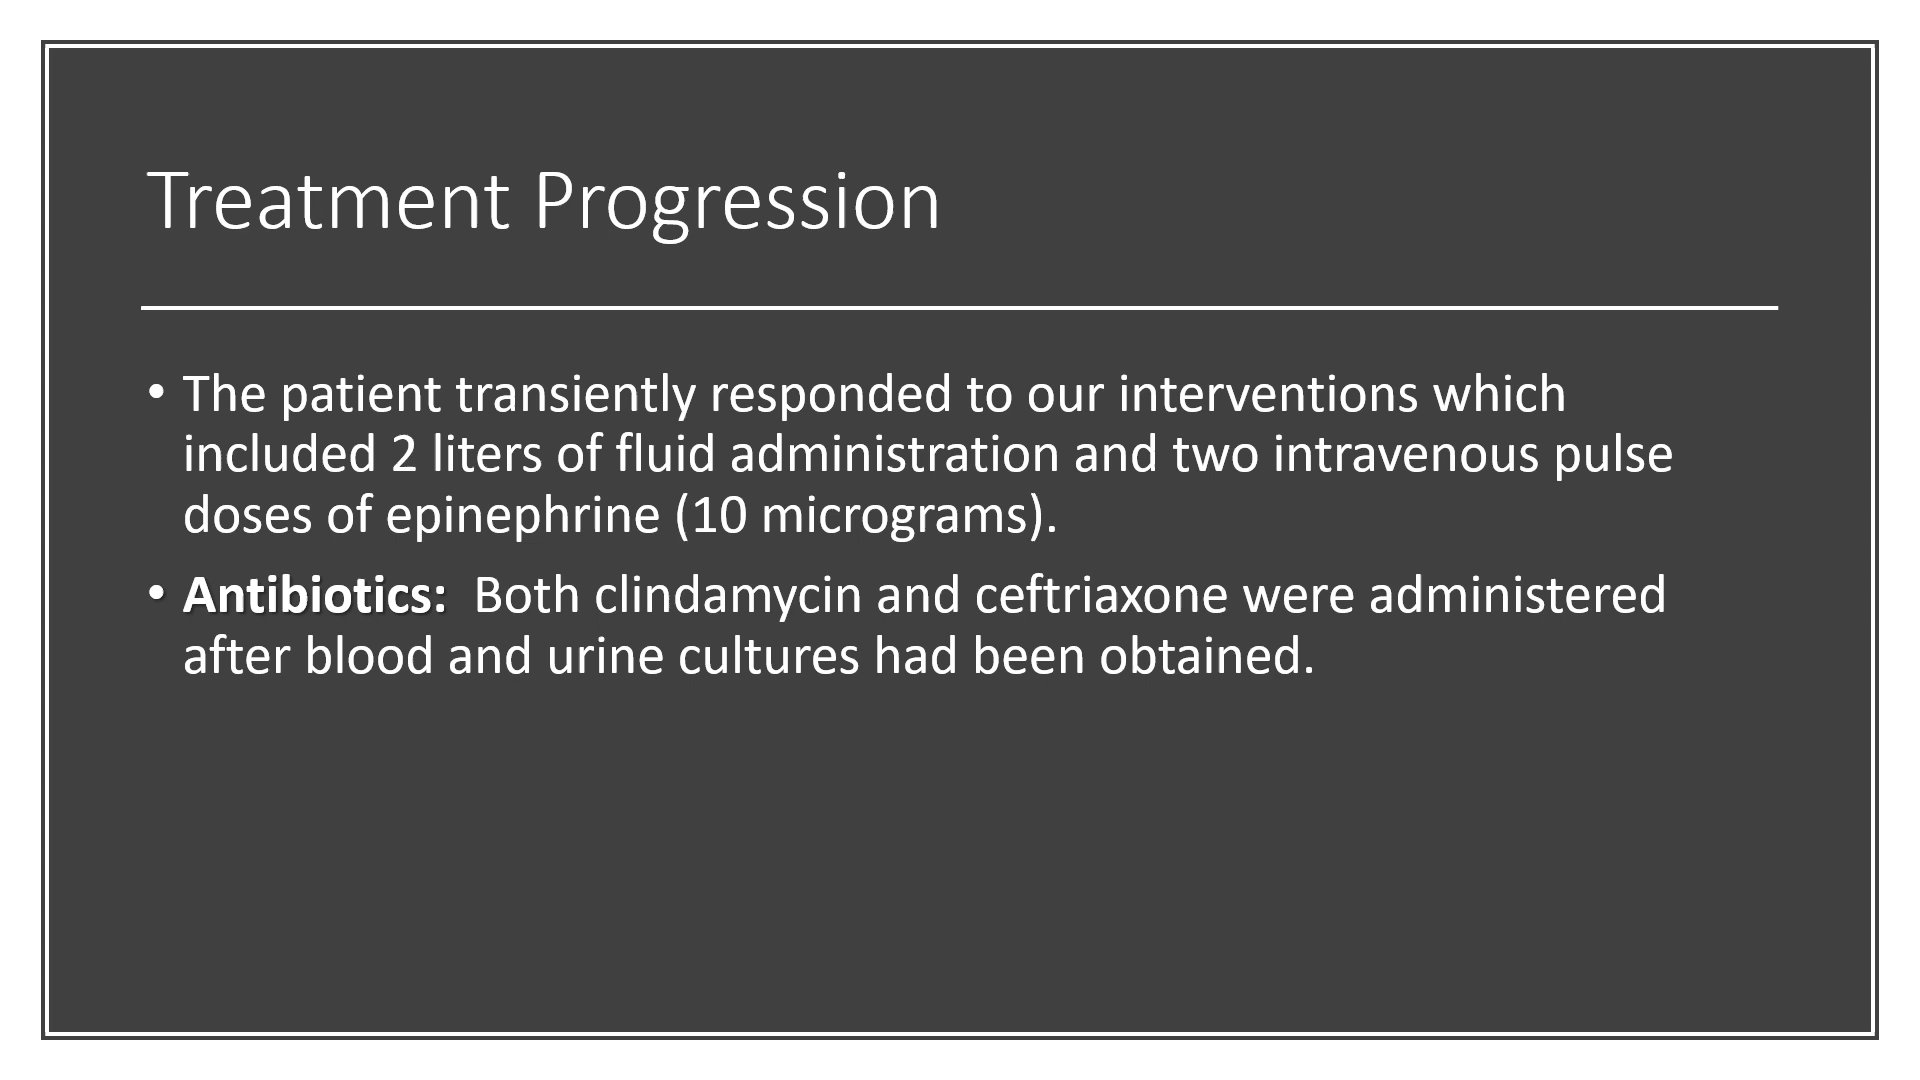 Treatment Progression
• The patient transiently responded to our interventions which
included 2 liters of fluid administration and two intravenous pulse
doses of epinephrine (10 micrograms).
• Antibiotics:  Both clindamycin and ceftriaxone were administered
after blood and urine cultures had been obtained.